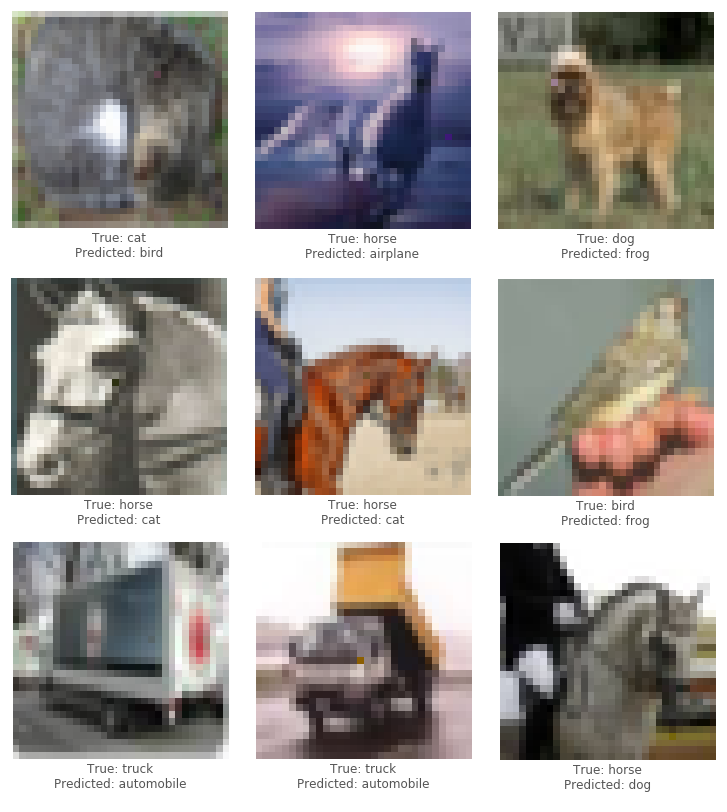 True: cat
Predicted: bird
True: horse
Predicted: airplane
True: dog
Predicted: frog
True: horse
Predicted: cat
True: horse
Predicted: cat
True: bird
Predicted: frog
True: truck
Predicted: automobile
True: truck
Predicted: automobile
True: horse
Predicted: dog